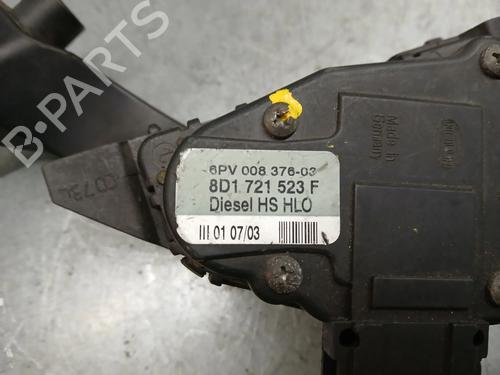 6PV 008 376-03
8D1 721 523 F
Diesel HS HLO
III 01 07/03
Made in
Germany
B-PARTS